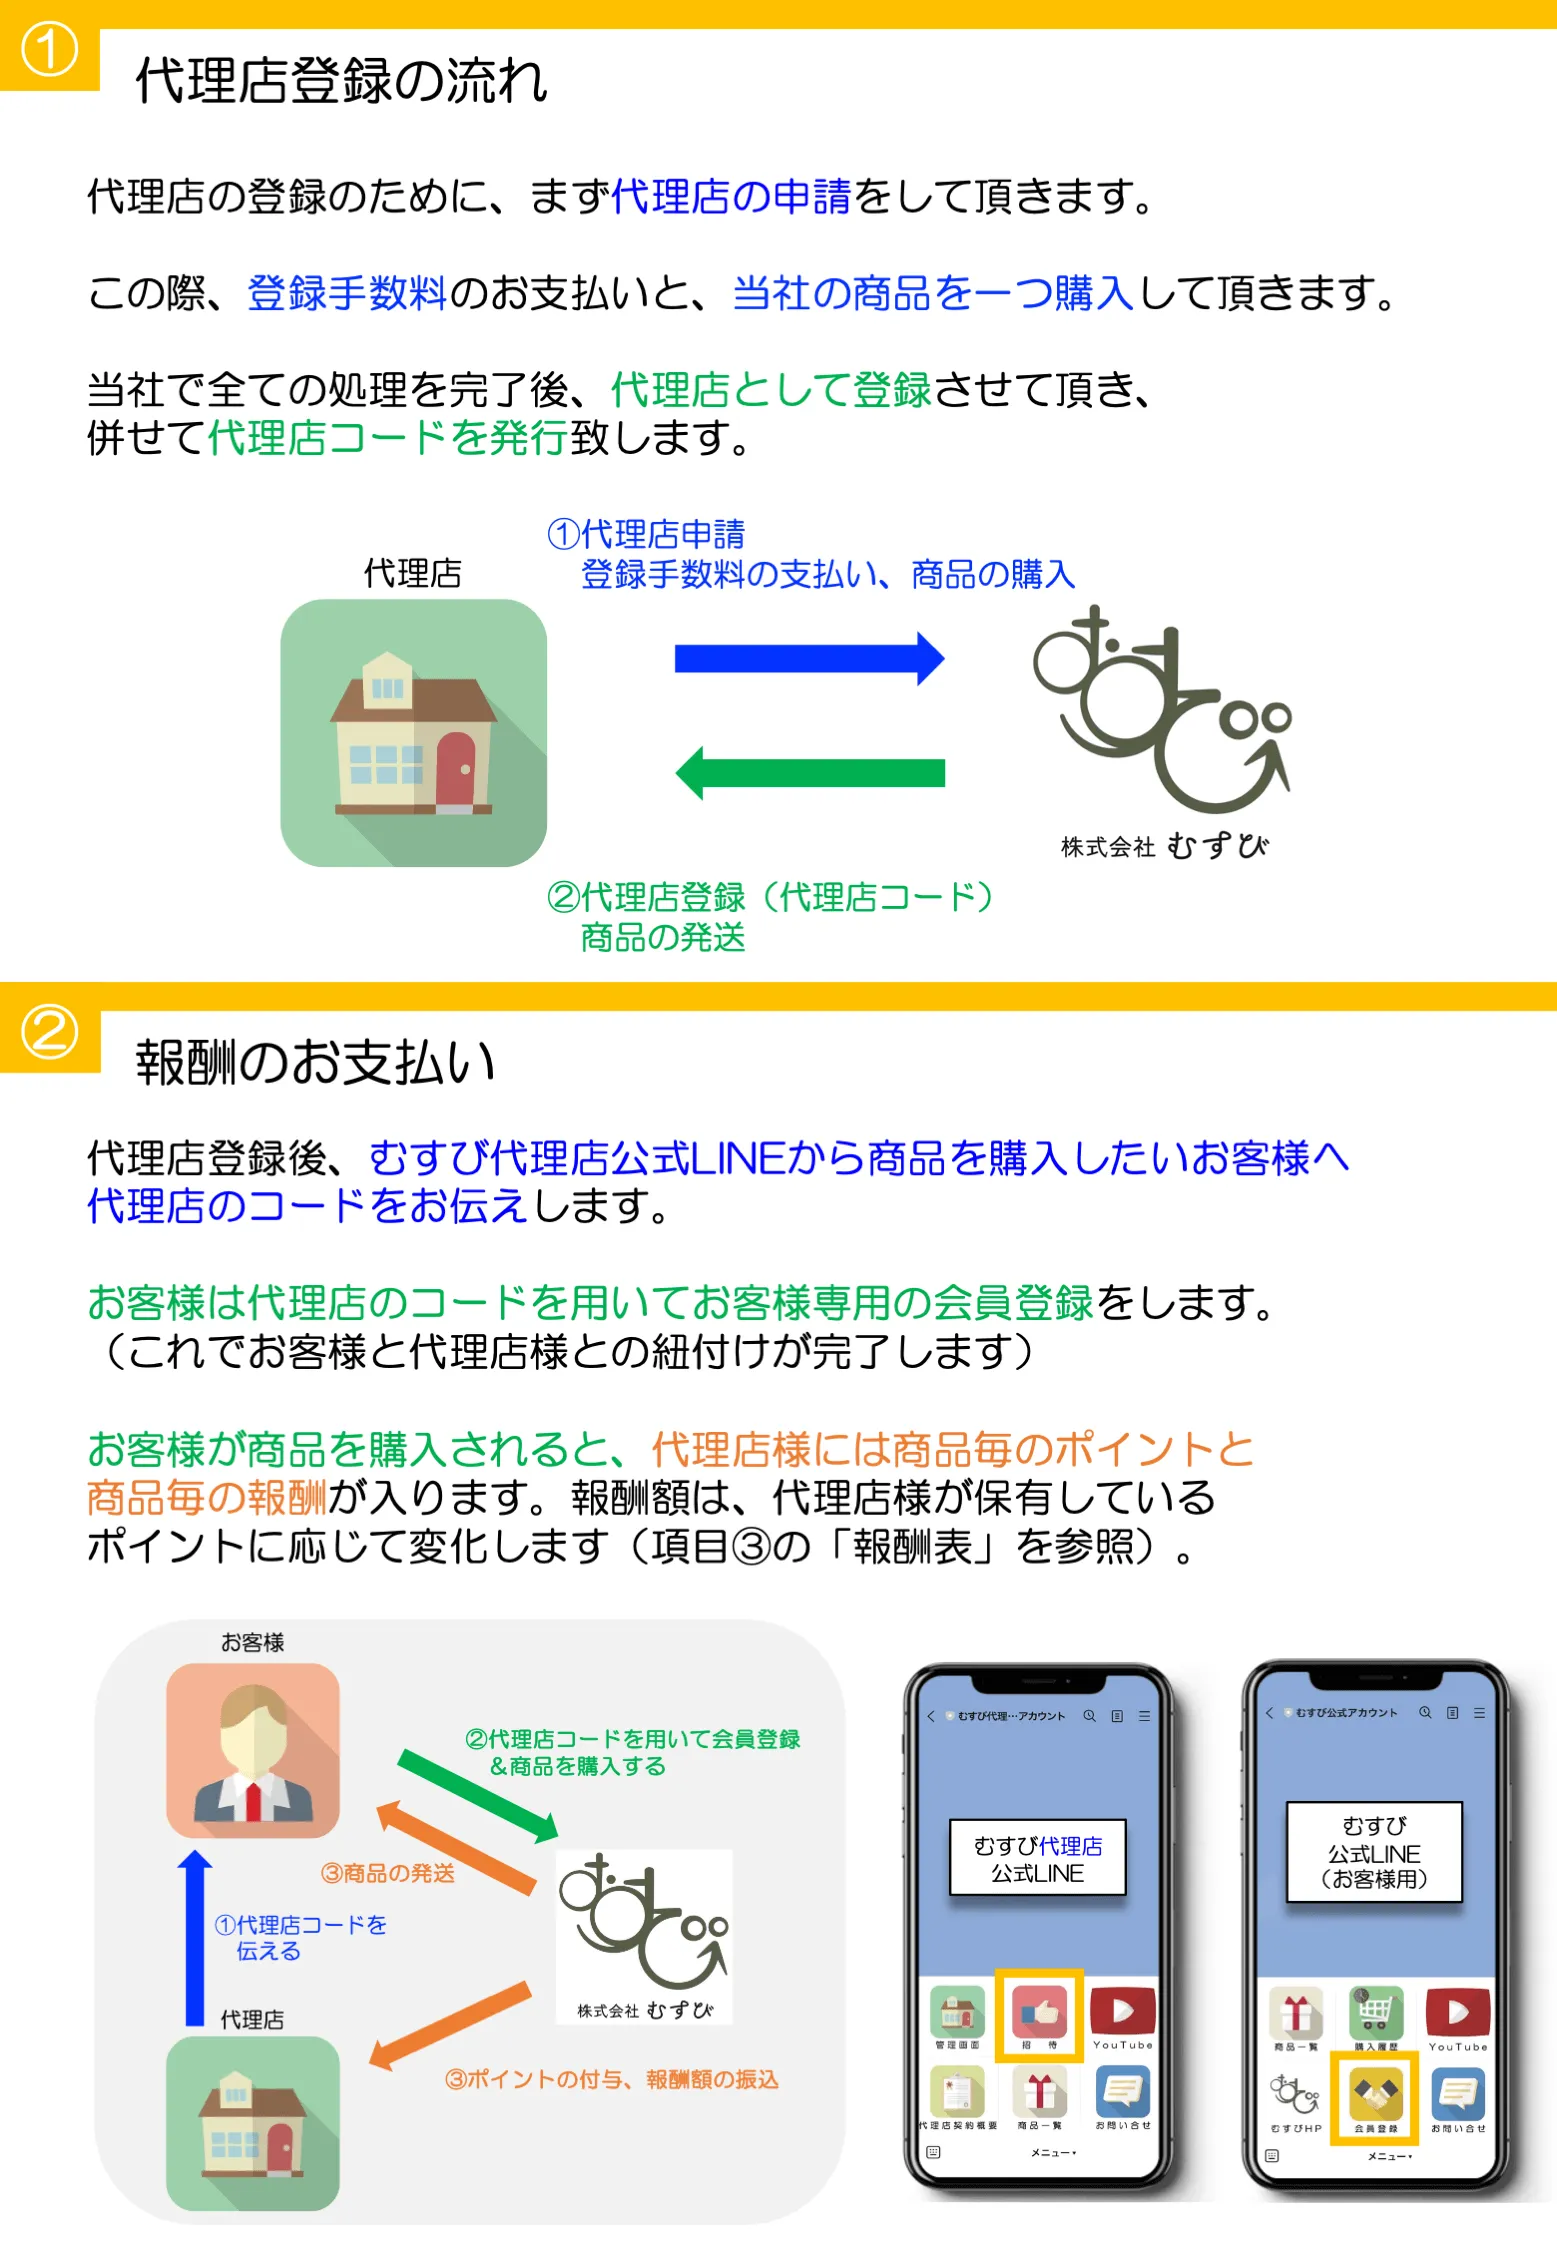 ①
代理店登録の流れ
代理店の登録のために、まず代理店の申請をして頂きます。
この際、登録手数料のお支払いと、当社の商品を一つ購入して頂きます。
当社で全ての処理を完了後、代理店として登録させて頂き、
併せて代理店コードを発行致します。
①代理店申請
登録手数料の支払い、商品の購入
代理店
株式会社 むすび
②代理店登録（代理店コード）
商品の発送
②
報酬のお支払い
代理店登録後、むすび代理店公式LINEから商品を購入したいお客様へ
代理店のコードをお伝えします。
お客様は代理店のコードを用いてお客様専用の会員登録をします。
（これでお客様と代理店様との紐付けが完了します）
お客様が商品を購入されると、代理店様には商品毎のポイントと
商品毎の報酬が入ります。報酬額は、代理店様が保有している
ポイントに応じて変化します（項目③の「報酬表」を参照）。
お客様
②代理店コードを用いて会員登録
＆商品を購入する
③商品の発送
①代理店コードを
伝える
株式会社 むすび
代理店
③ポイントの付与、報酬額の振込
むすび代理…アカウント
むすび代理店
公式LINE
管理画面
招待
YouTube
代理店契約概要
商品一覧
お問い合せ
メニュー▾
むすび公式アカウント
むすび
公式LINE
（お客様用）
商品一覧
購入履歴
YouTube
むすびHP
会員登録
お問い合せ
メニュー▾